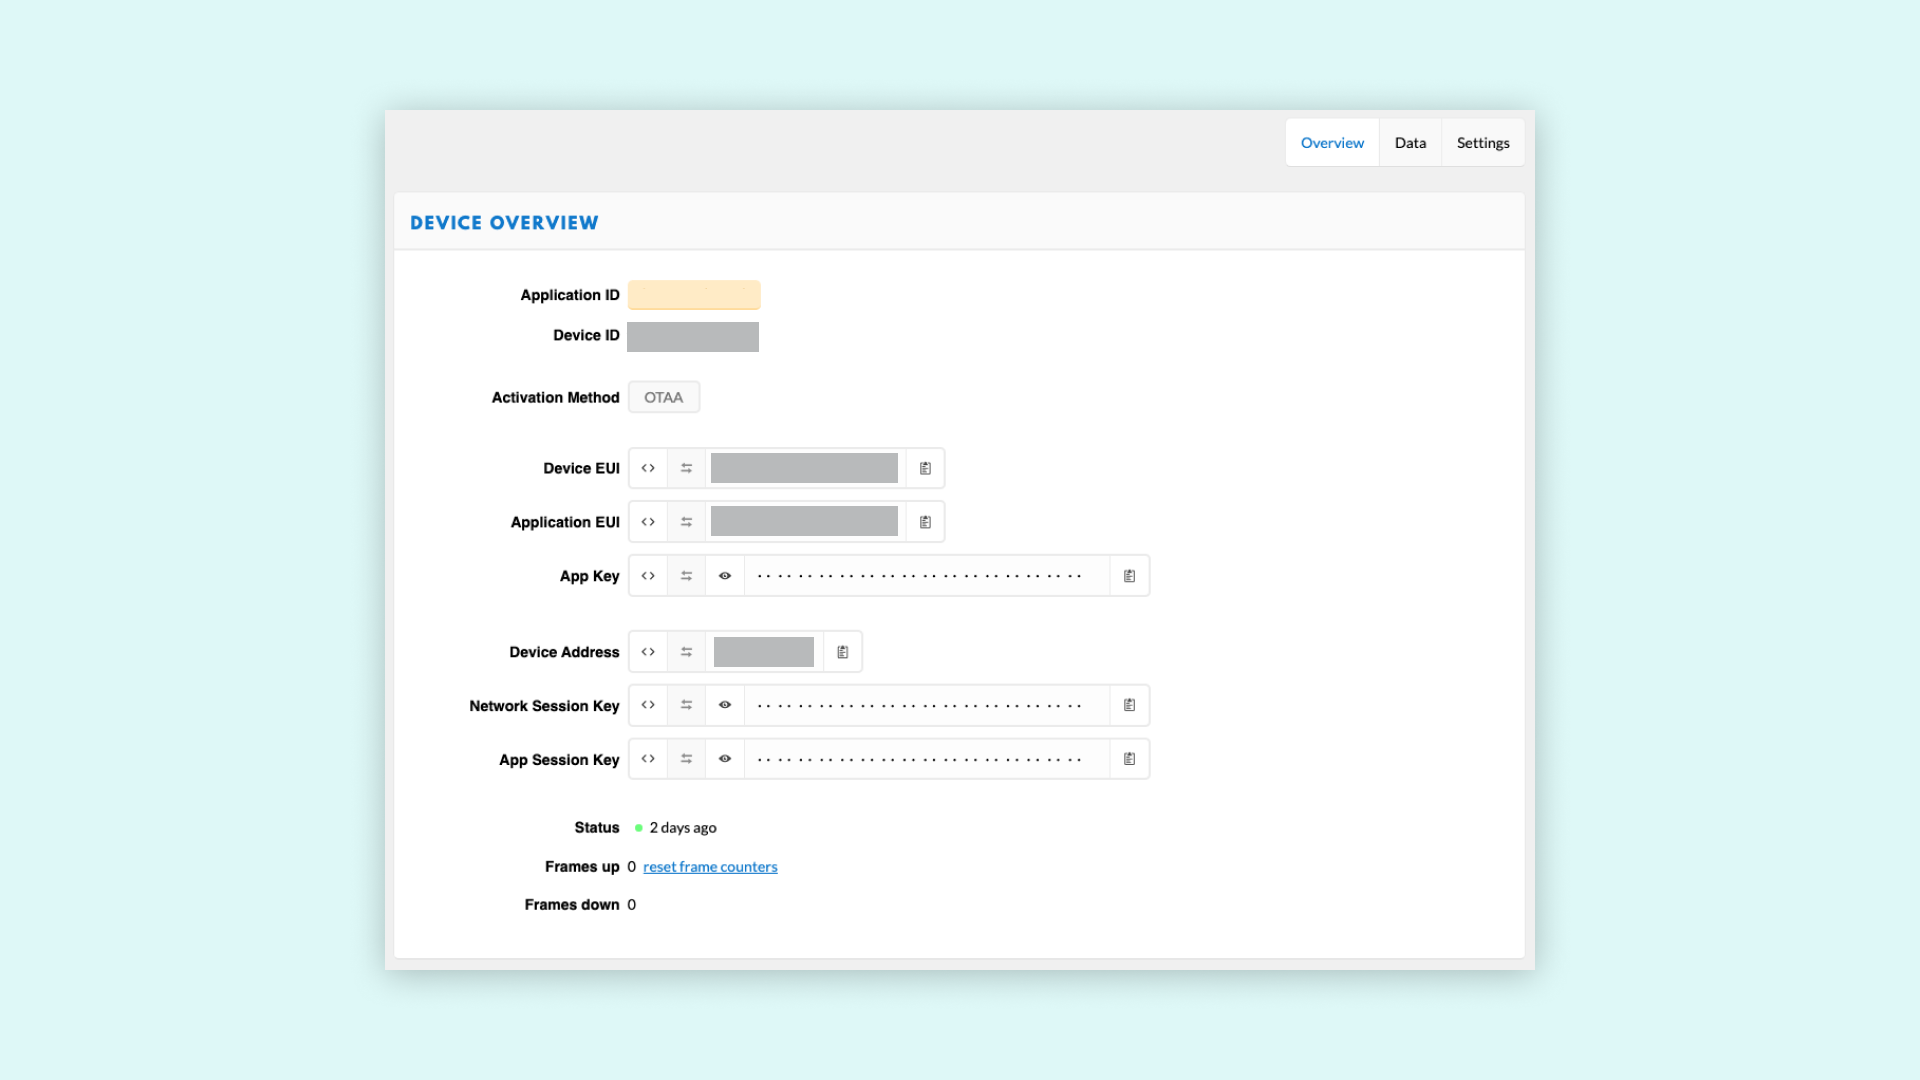 Overview Data Settings
DEVICE OVERVIEW
Application ID
Device ID
Activation Method OTAA
Device EUI
Application EUI
App Key
Device Address
Network Session Key
App Session Key
Status 2 days ago
Frames up 0 reset frame counters
Frames down 0